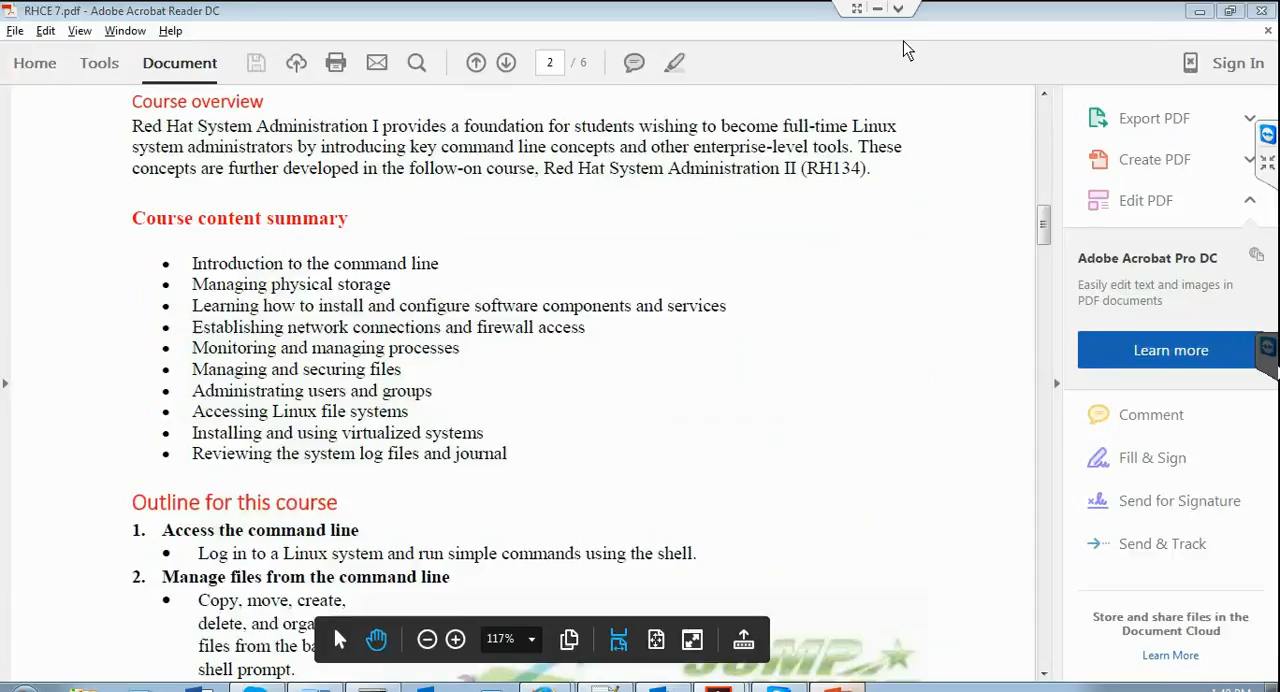 RHCE 7.pdf - Adobe Acrobat Reader DC
File Edit View Window Help
Home Tools Document 2 / 6 Sign In
Course overview
Red Hat System Administration I provides a foundation for students wishing to become full-time Linux
system administrators by introducing key command line concepts and other enterprise-level tools. These
concepts are further developed in the follow-on course, Red Hat System Administration II (RH134).
Course content summary
• Introduction to the command line
• Managing physical storage
• Learning how to install and configure software components and services
• Establishing network connections and firewall access
• Monitoring and managing processes
• Managing and securing files
• Administrating users and groups
• Accessing Linux file systems
• Installing and using virtualized systems
• Reviewing the system log files and journal
Outline for this course
1. Access the command line
• Log in to a Linux system and run simple commands using the shell.
2. Manage files from the command line
• Copy, move, create,
delete, and orga
files from the ba
shell prompt.
117%
JUMP
Export PDF
Create PDF
Edit PDF
Adobe Acrobat Pro DC
Easily edit text and images in
PDF documents
Learn more
Comment
Fill & Sign
Send for Signature
Send & Track
Store and share files in the
Document Cloud
Learn More